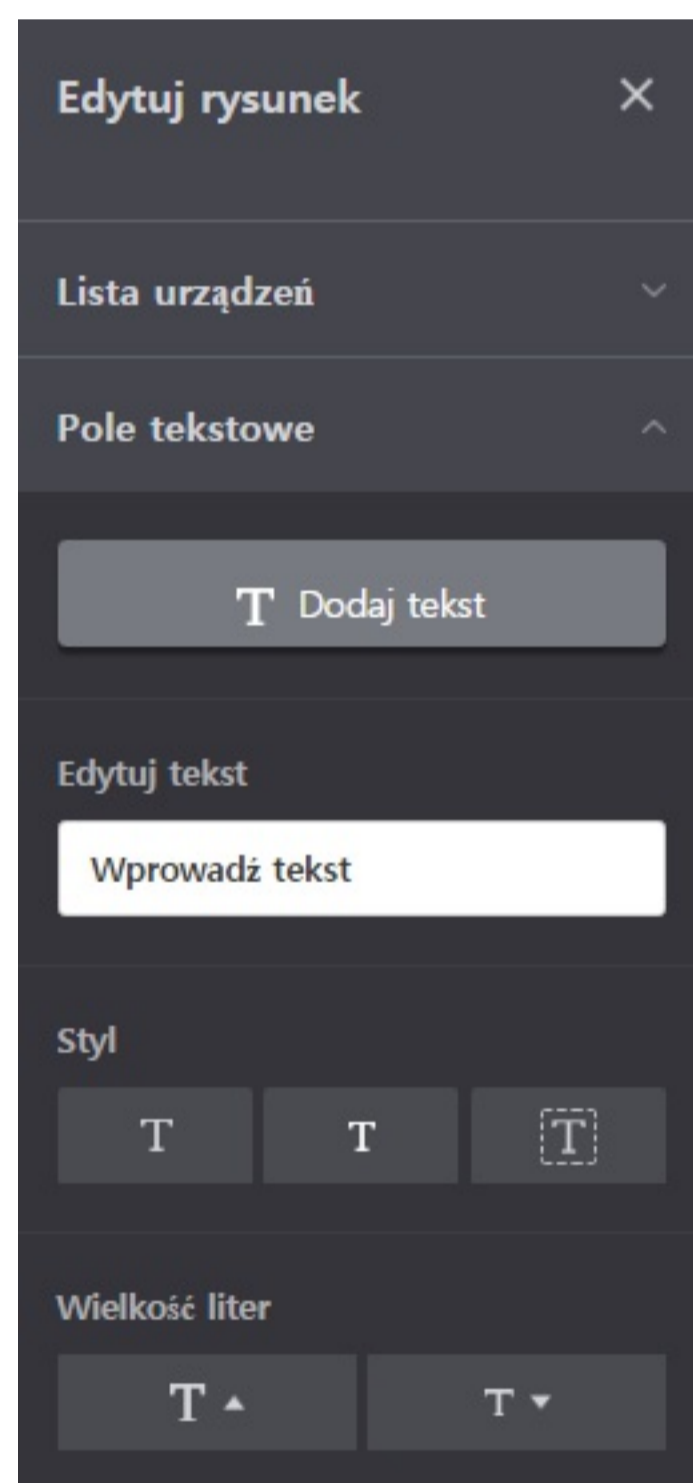 Edytuj rysunek
Lista urządzeń
Pole tekstowe
T Dodaj tekst
Edytuj tekst
Wprowadź tekst
Styl
T T T
Wielkość liter
T T